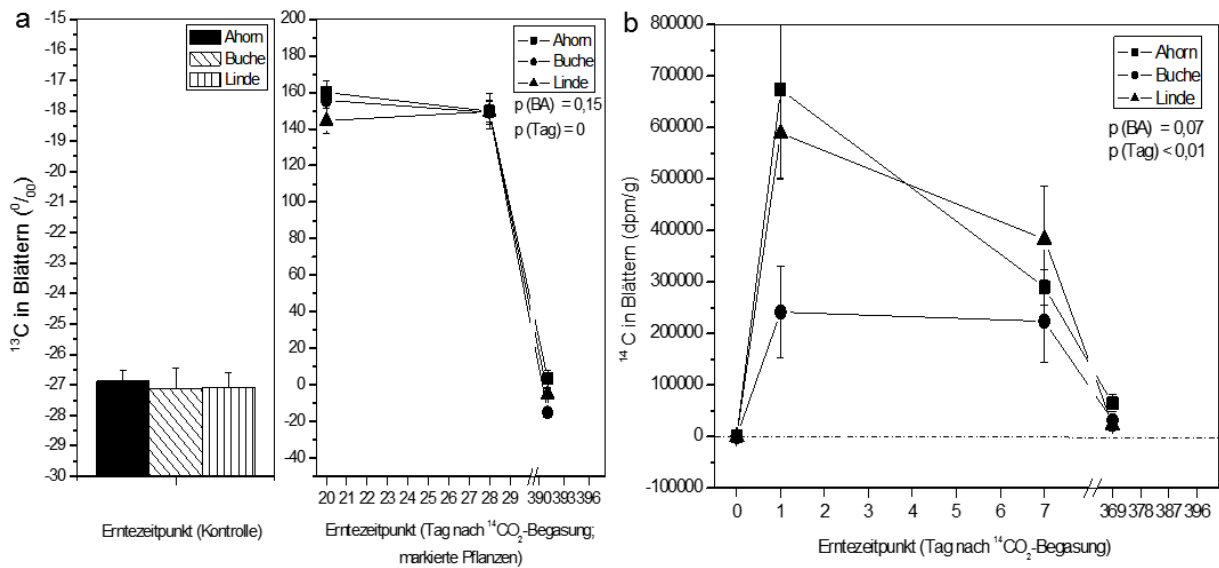 a
-15
-16
-17
-18
-19
-20
-21
-22
-23
-24
-25
-26
-27
-28
-29
-30
¹³C in Blättern (⁰/₀₀)
Ahorn
Buche
Linde
Erntezeitpunkt (Kontrolle)
200
180
160
140
120
100
80
60
40
20
0
-20
-40
Ahorn
Buche
Linde
p (BA) = 0,15
p (Tag) = 0
20 21 22 23 24 25 26 27 28 29 390 393 396
Erntezeitpunkt (Tag nach ¹⁴CO₂-Begasung;
markierte Pflanzen)
b
800000
700000
600000
500000
400000
300000
200000
100000
0
-100000
¹⁴C in Blättern (dpm/g)
Ahorn
Buche
Linde
p (BA) = 0,07
p (Tag) < 0,01
0 1 2 3 4 5 6 7 369 378 387 396
Erntezeitpunkt (Tag nach ¹⁴CO₂-Begasung)